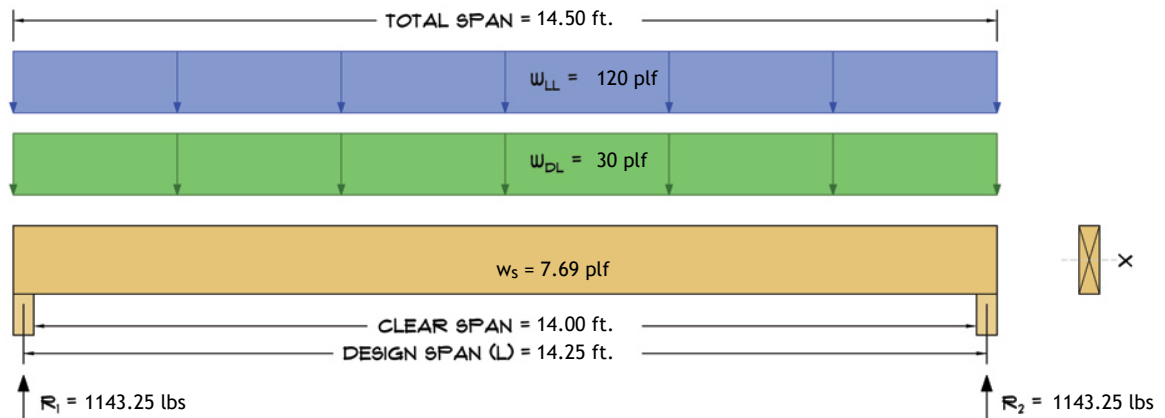 TOTAL SPAN = 14.50 ft.
wLL = 120 plf
wDL = 30 plf
ws = 7.69 plf
X
CLEAR SPAN = 14.00 ft.
DESIGN SPAN (L) = 14.25 ft.
R1 = 1143.25 lbs
R2 = 1143.25 lbs